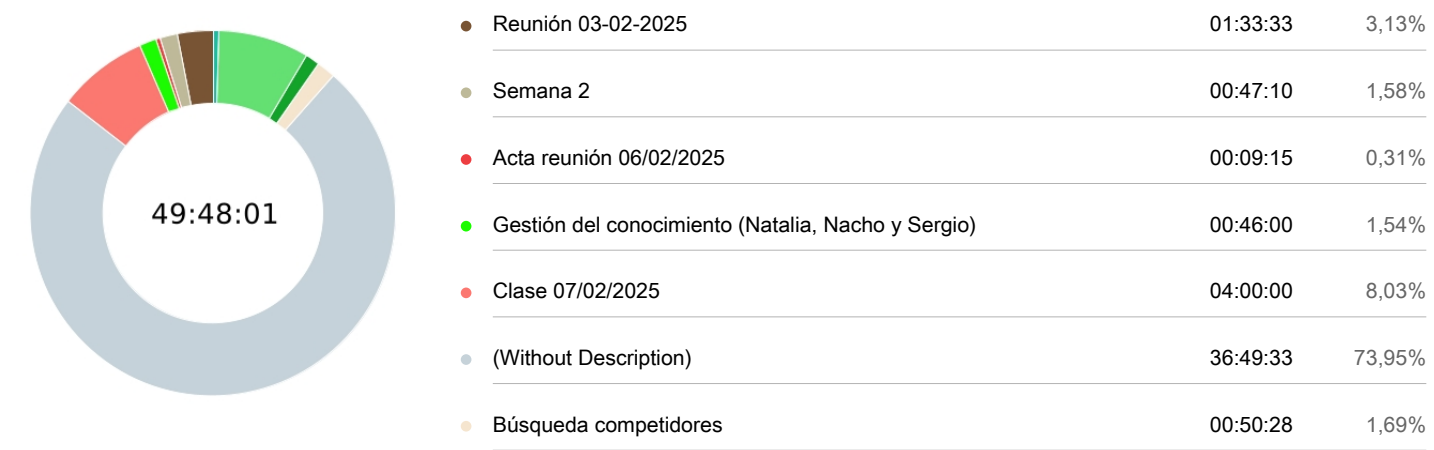 49:48:01
Reunión 03-02-2025 01:33:33 3,13%
Semana 2 00:47:10 1,58%
Acta reunión 06/02/2025 00:09:15 0,31%
Gestión del conocimiento (Natalia, Nacho y Sergio) 00:46:00 1,54%
Clase 07/02/2025 04:00:00 8,03%
(Without Description) 36:49:33 73,95%
Búsqueda competidores 00:50:28 1,69%